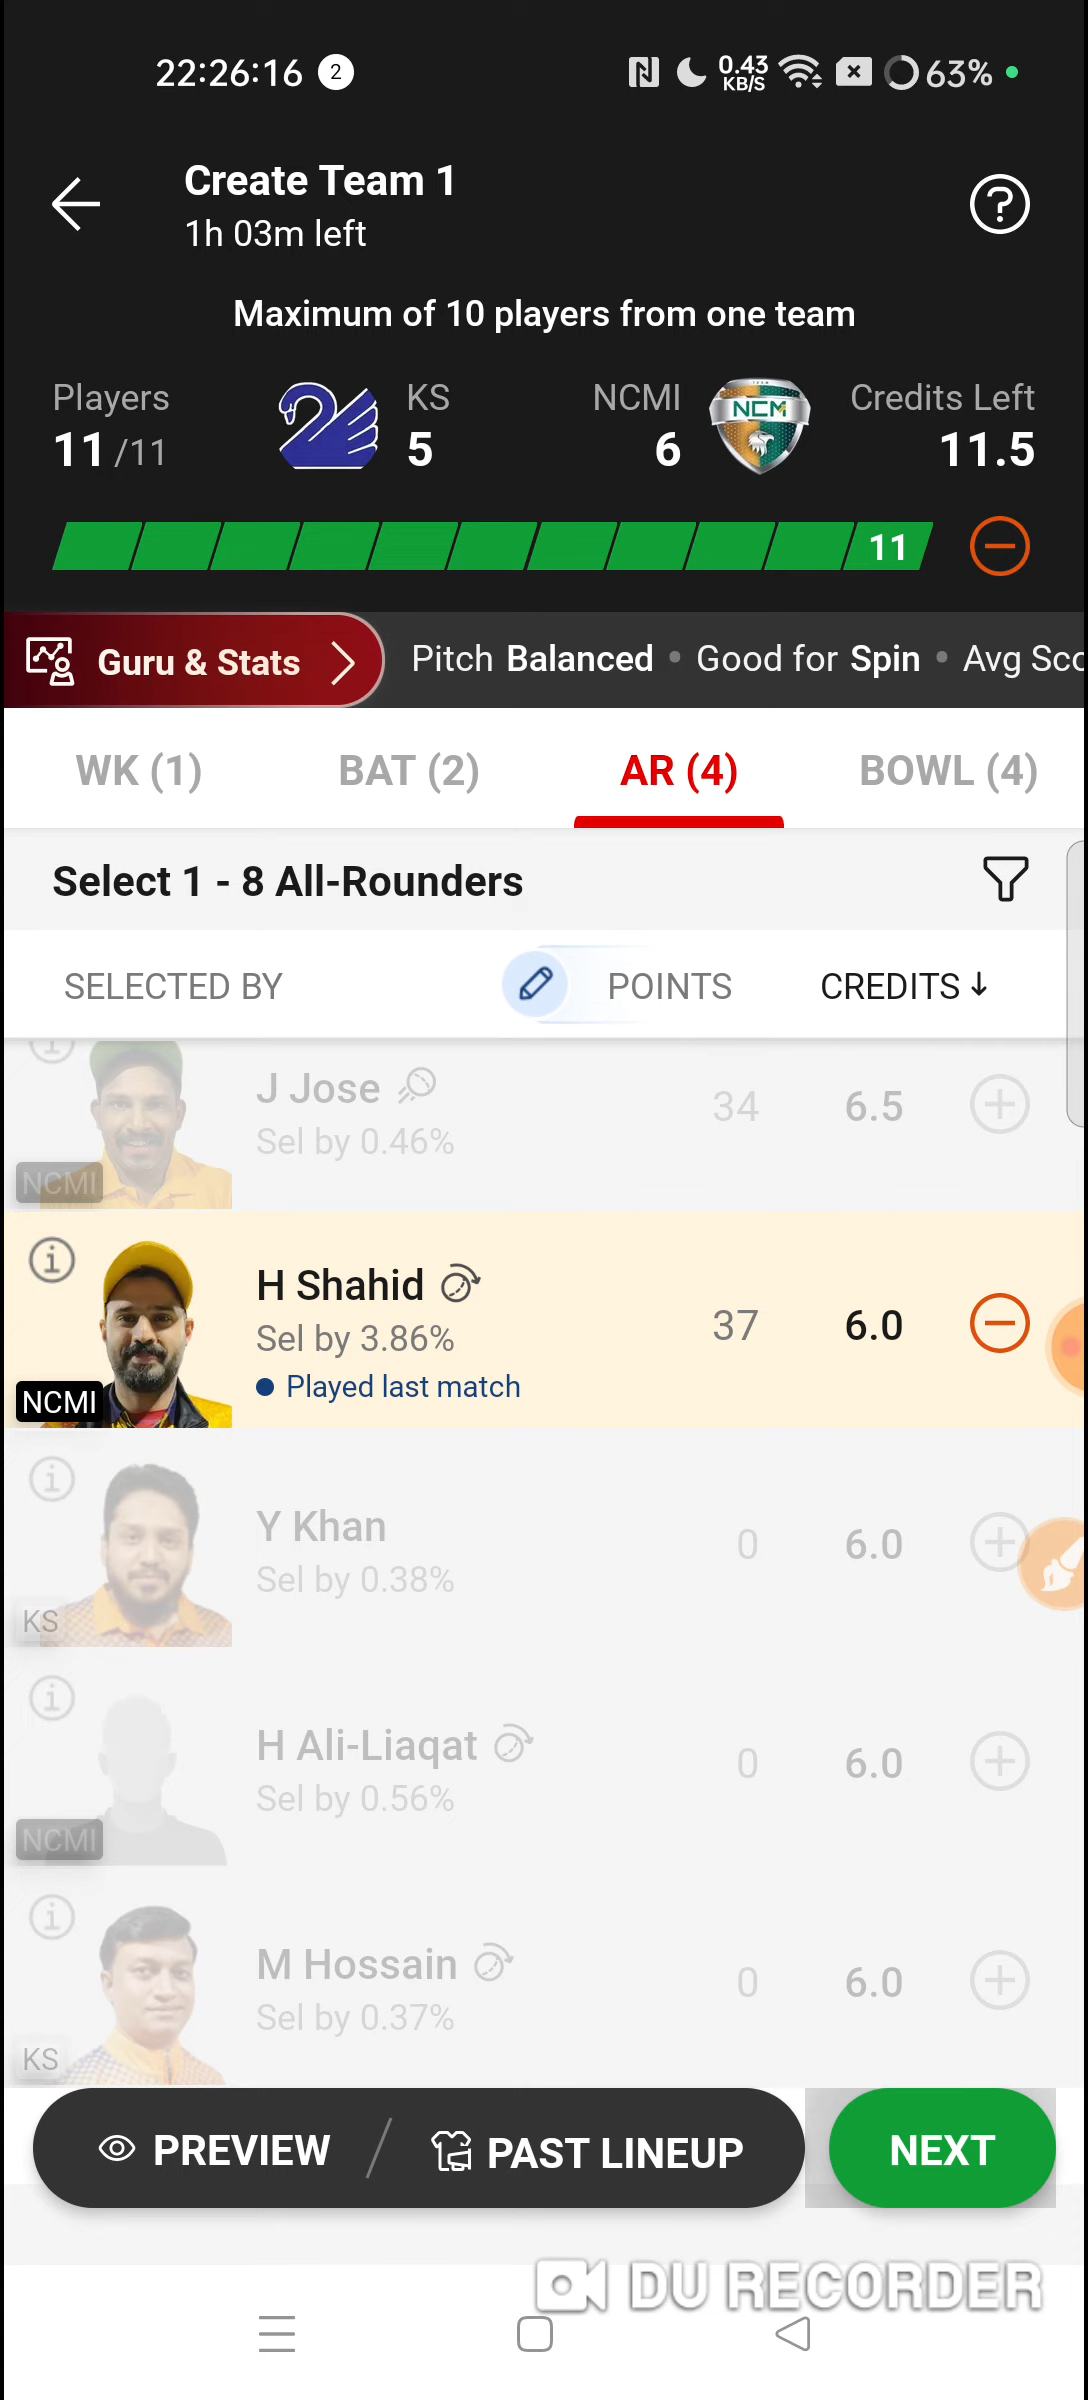 22:26:16 2 0.43 KB/S 63%
Create Team 1
1h 03m left
Maximum of 10 players from one team
Players KS NCMI NCM Credits Left
11/11 5 6 11.5
11
Guru & Stats Pitch Balanced • Good for Spin • Avg Sco
WK (1) BAT (2) AR (4) BOWL (4)
Select 1 - 8 All-Rounders
SELECTED BY POINTS CREDITS ↓
J Jose 34 6.5
Sel by 0.46%
NCMI
H Shahid 37 6.0
Sel by 3.86%
Played last match
NCMI
Y Khan 0 6.0
Sel by 0.38%
KS
H Ali-Liaqat 0 6.0
Sel by 0.56%
NCMI
M Hossain 0 6.0
Sel by 0.37%
KS
PREVIEW / PAST LINEUP NEXT
DU RECORDER